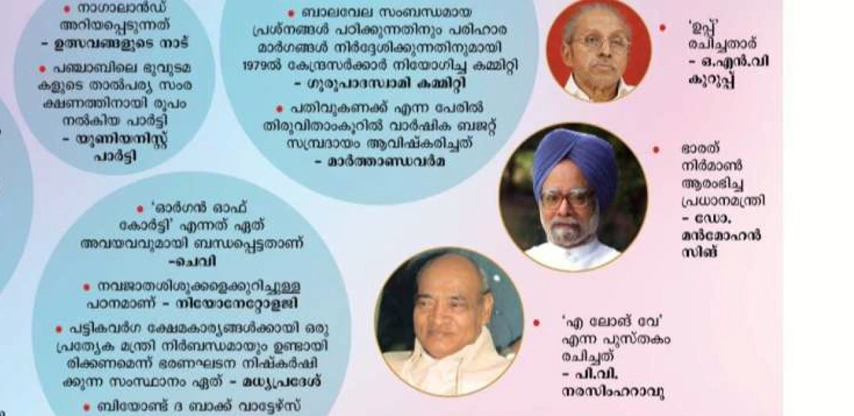 • നാഗാലാൻഡ്
അറിയപ്പെടുന്നത്
- ഉത്സവങ്ങളുടെ നാട്
• പഞ്ചാബിലെ ഭൂവുടമ
കളുടെ താൽപര്യ സംര
ക്ഷണത്തിനായി രൂപം
നൽകിയ പാർട്ടി
- യൂണിയനിസ്റ്റ്
പാർട്ടി
• ബാലവേല സംബന്ധമായ
പ്രശ്നങ്ങൾ പഠിക്കുന്നതിനും പരിഹാര
മാർഗങ്ങൾ നിർദ്ദേശിക്കുന്നതിനുമായി
1979ൽ കേന്ദ്രസർക്കാർ നിയോഗിച്ച കമ്മിറ്റി
- ഗുരുപാദസ്വാമി കമ്മിറ്റി
• പതിവുകണക്ക് എന്ന പേരിൽ
തിരുവിതാംകൂറിൽ വാർഷിക ബജറ്റ്
സമ്പ്രദായം ആവിഷ്കരിച്ചത്
- മാർത്താണ്ഡവർമ
• ‘ഉപ്പ്’
രചിച്ചതാര്
- ഒ.എൻ.വി
കുറുപ്പ്
• ഭാരത്
നിർമാൺ
ആരംഭിച്ച
പ്രധാനമന്ത്രി
- ഡോ.
മൻമോഹൻ
സിങ്
• ‘ഓർഗൻ ഓഫ്
കോർട്ടി’ എന്നത് ഏത്
അവയവവുമായി ബന്ധപ്പെട്ടതാണ്
-ചെവി
• നവജാതശിശുക്കളെക്കുറിച്ചുള്ള
പഠനമാണ് - നിയോനേറ്റോളജി
• പട്ടികവർഗ ക്ഷേമകാര്യങ്ങൾക്കായി ഒരു
പ്രത്യേക മന്ത്രി നിർബന്ധമായും ഉണ്ടായി
രിക്കണമെന്ന് ഭരണഘടന നിഷ്കർഷി
ക്കുന്ന സംസ്ഥാനം ഏത് - മധ്യപ്രദേശ്
• ബിയോണ്ട് ദ ബാക്ക് വാട്ടേഴ്സ്
• ‘എ ലോങ് വേ’
എന്ന പുസ്തകം
രചിച്ചത്
- പി.വി.
നരസിംഹറാവു